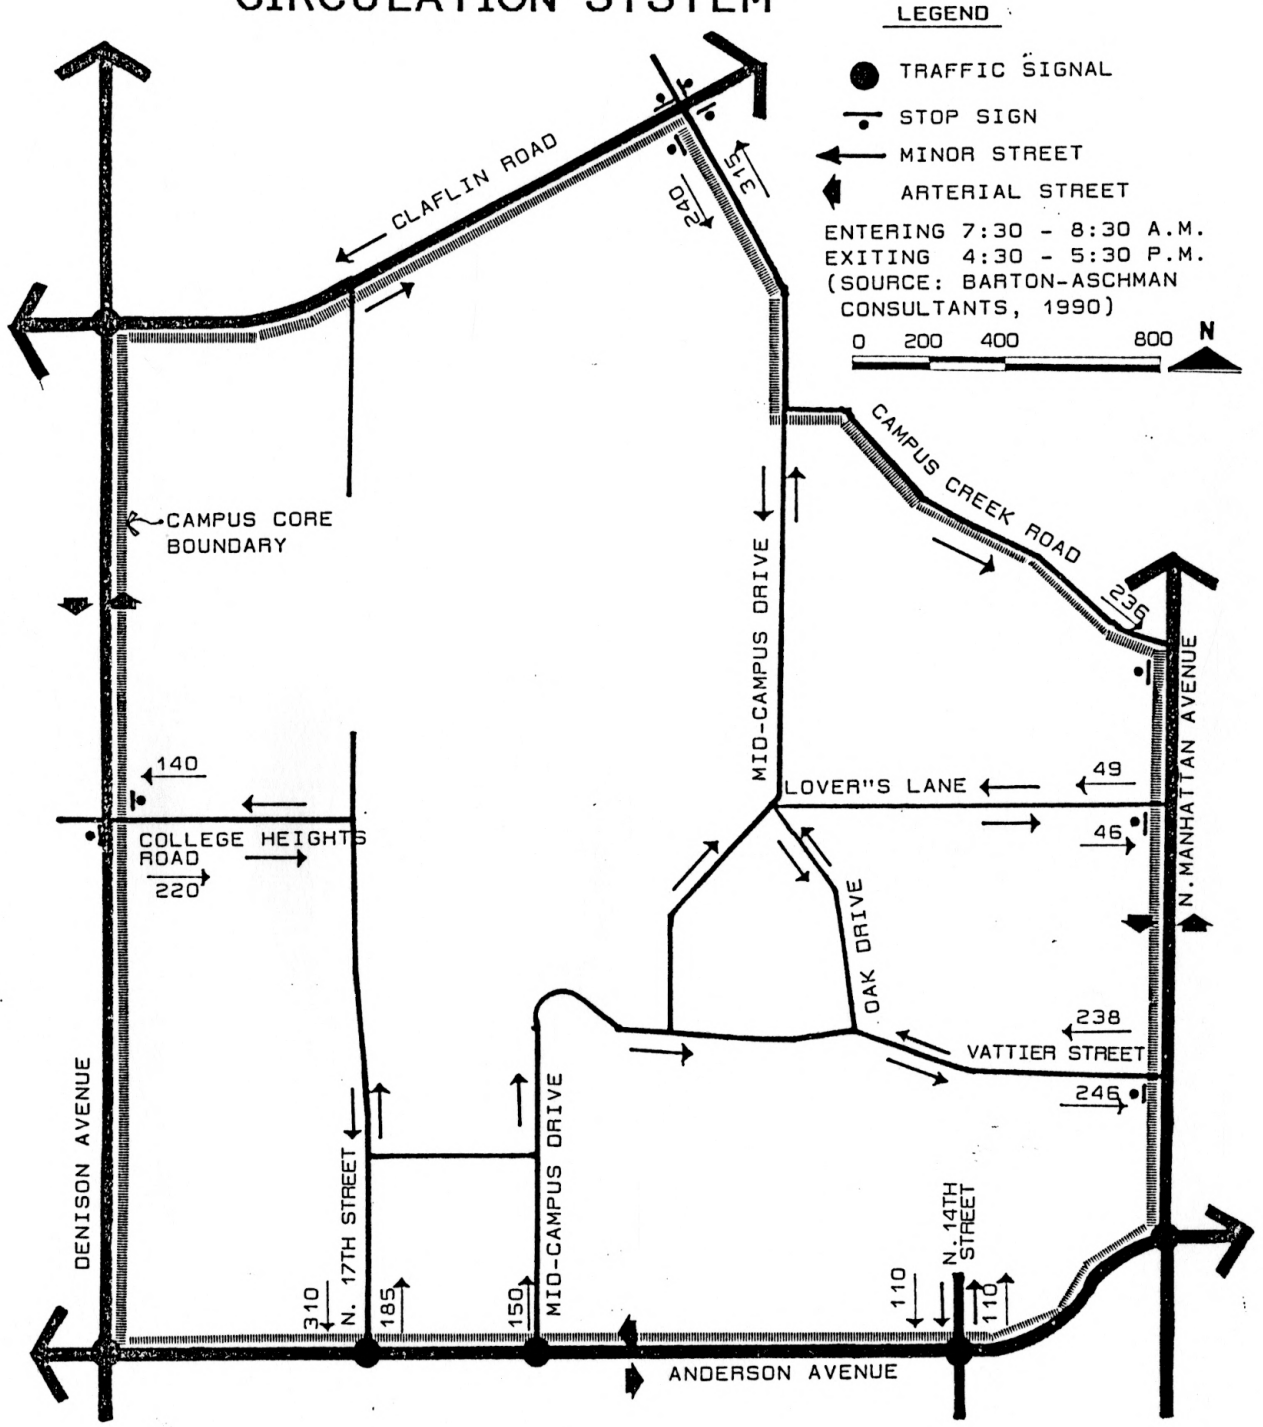 CIRCULATION SYSTEM
LEGEND
TRAFFIC SIGNAL
STOP SIGN
MINOR STREET
ARTERIAL STREET
ENTERING 7:30 - 8:30 A.M.
EXITING 4:30 - 5:30 P.M.
(SOURCE: BARTON-ASCHMAN
CONSULTANTS, 1990)
0 200 400 800
N
CLAFLIN ROAD
315
240
CAMPUS CREEK ROAD
236
CAMPUS CORE
BOUNDARY
MID-CAMPUS DRIVE
N. MANHATTAN AVENUE
140
COLLEGE HEIGHTS
ROAD
220
LOVER"S LANE
49
46
OAK DRIVE
238
VATTIER STREET
246
DENISON AVENUE
N. 17TH STREET
310
185
150
MID-CAMPUS DRIVE
110
N. 14TH
STREET
110
ANDERSON AVENUE